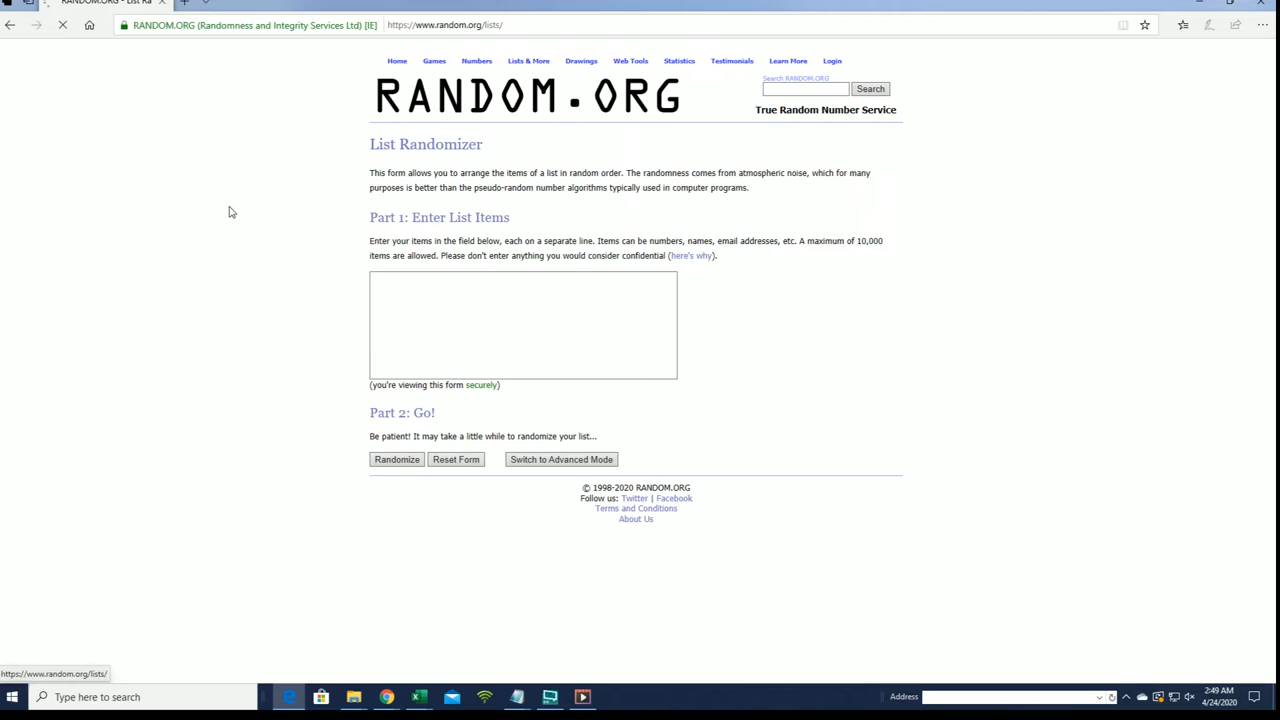 RANDOM.ORG - List Ra
RANDOM.ORG (Randomness and Integrity Services Ltd) [IE]
https://www.random.org/lists/
Home Games Numbers Lists & More Drawings Web Tools Statistics Testimonials Learn More Login
RANDOM.ORG
Search RANDOM.ORG
Search
True Random Number Service
List Randomizer
This form allows you to arrange the items of a list in random order. The randomness comes from atmospheric noise, which for many
purposes is better than the pseudo-random number algorithms typically used in computer programs.
Part 1: Enter List Items
Enter your items in the field below, each on a separate line. Items can be numbers, names, email addresses, etc. A maximum of 10,000
items are allowed. Please don't enter anything you would consider confidential (here's why).
(you're viewing this form securely)
Part 2: Go!
Be patient! It may take a little while to randomize your list...
Randomize Reset Form Switch to Advanced Mode
© 1998-2020 RANDOM.ORG
Follow us: Twitter | Facebook
Terms and Conditions
About Us
https://www.random.org/lists/
Type here to search
Address
2:49 AM
4/24/2020